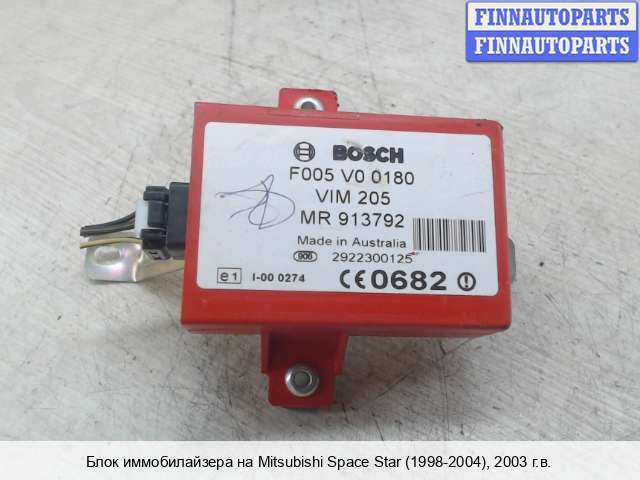 FINNAUTOPARTS
FINNAUTOPARTS
BOSCH
F005 V0 0180
VIM 205
MR 913792
Made in Australia
906 2922300125
e1 I-00 0274 CE0682
Блок иммобилайзера на Mitsubishi Space Star (1998-2004), 2003 г.в.